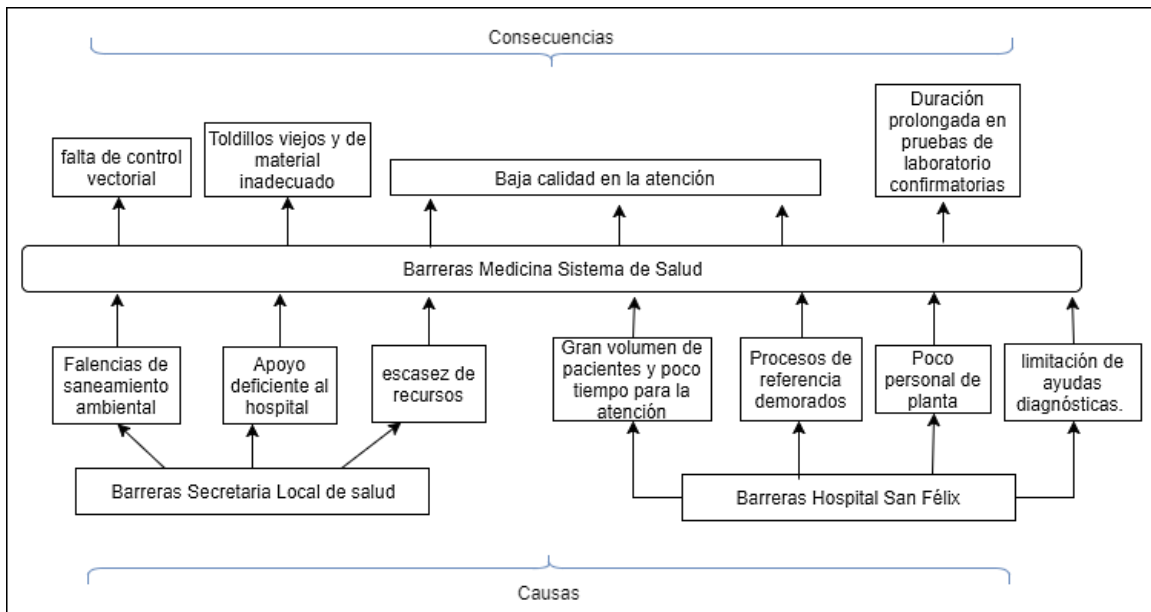 Consecuencias
falta de control
vectorial
Toldillos viejos y de
material
inadecuado
Baja calidad en la atención
Duración
prolongada en
pruebas de
laboratorio
confirmatorias
Barreras Medicina Sistema de Salud
Falencias de
saneamiento
ambiental
Apoyo
deficiente al
hospital
escasez de
recursos
Gran volumen de
pacientes y poco
tiempo para la
atención
Procesos de
referencia
demorados
Poco
personal de
planta
limitación de
ayudas
diagnósticas.
Barreras Secretaria Local de salud
Barreras Hospital San Félix
Causas